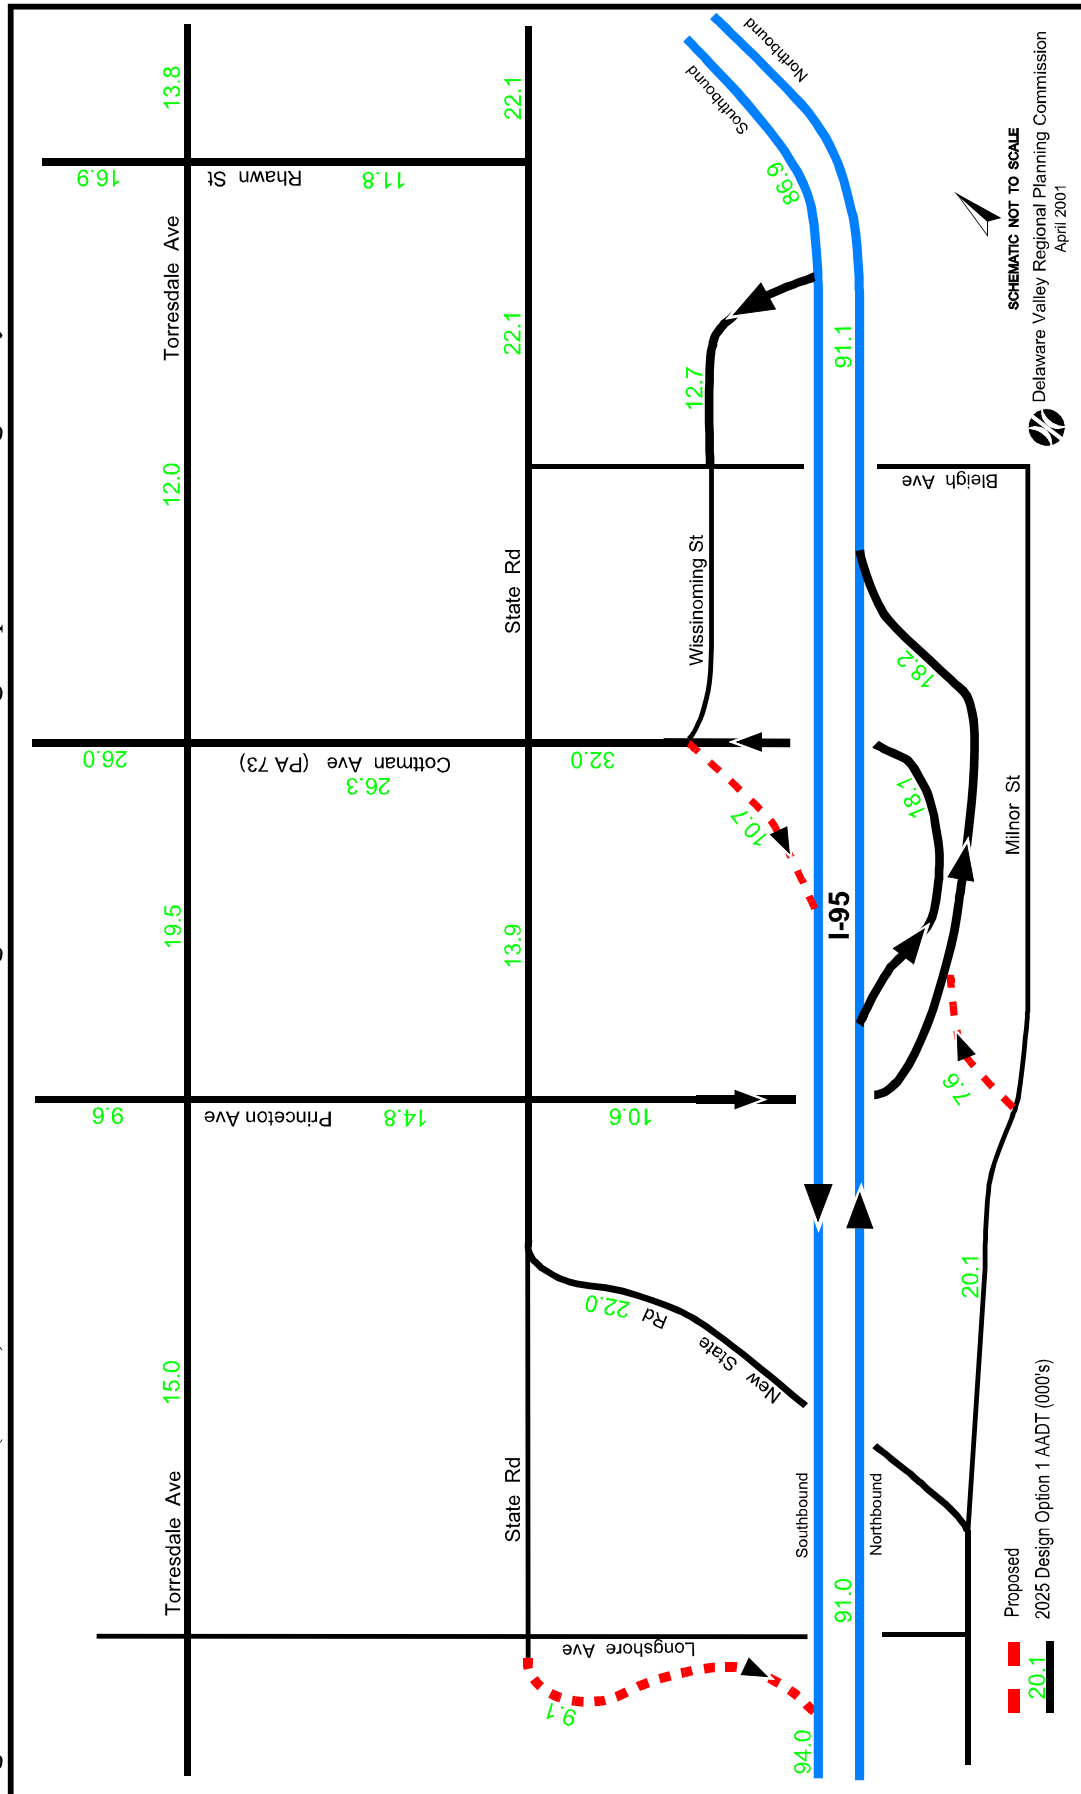 13.8
22.1
Northbound
Southbound
16.9
Rhawn St
11.8
86.9
SCHEMATIC NOT TO SCALE
Delaware Valley Regional Planning Commission
April 2001
Torresdale Ave
22.1
91.1
12.7
12.0
Bleigh Ave
State Rd
Wissinoming St
18.2
26.0
Cottman Ave (PA 73)
26.3
32.0
10.7
18.1
Milnor St
19.5
13.9
I-95
9.6
Princeton Ave
14.8
10.6
7.6
22.0
New State Rd
20.1
15.0
Torresdale Ave
State Rd
Southbound
Northbound
91.0
Longshore Ave
9.1
94.0
Proposed
20.1
2025 Design Option 1 AADT (000's)